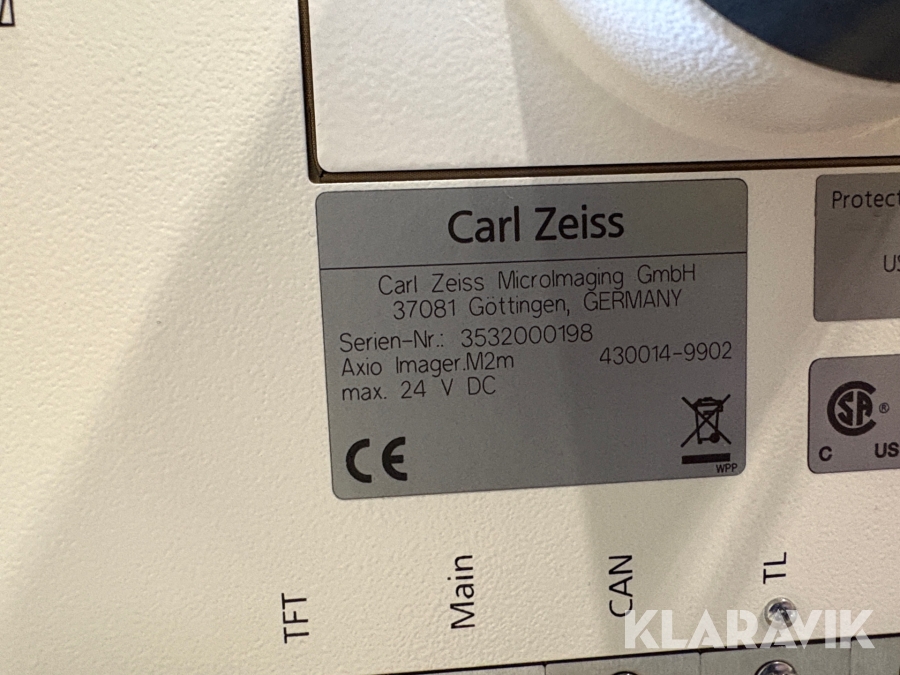 Carl Zeiss
Carl Zeiss MicroImaging GmbH
37081 Göttingen, GERMANY
Serien-Nr.: 3532000198
Axio Imager.M2m 430014-9902
max. 24 V DC
CE
WPP
Protect
US
SA ®
C US
TFT
Main
CAN
TL
KLARAVIK